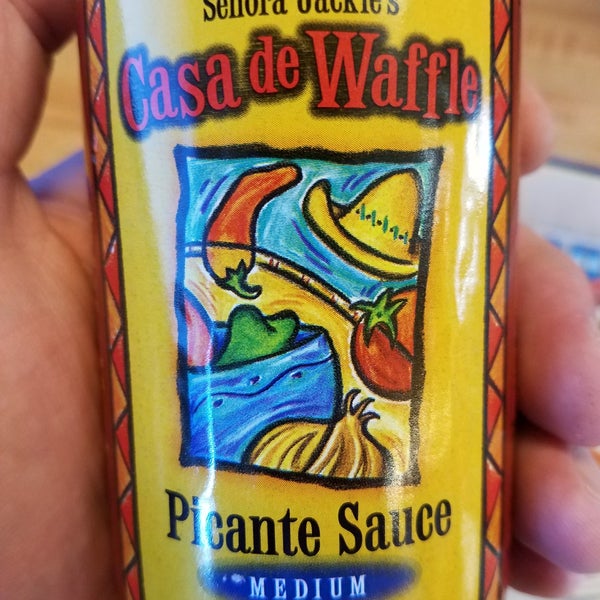 Señora Jackie's
Casa de Waffle
Picante Sauce
MEDIUM